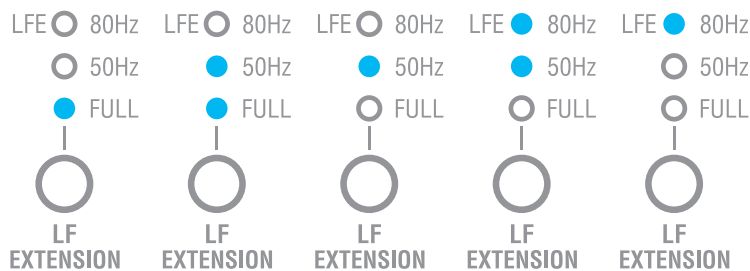 LFE 80Hz LFE 80Hz LFE 80Hz LFE 80Hz LFE 80Hz
50Hz 50Hz 50Hz 50Hz 50Hz
FULL FULL FULL FULL FULL
LF LF LF LF LF
EXTENSION EXTENSION EXTENSION EXTENSION EXTENSION